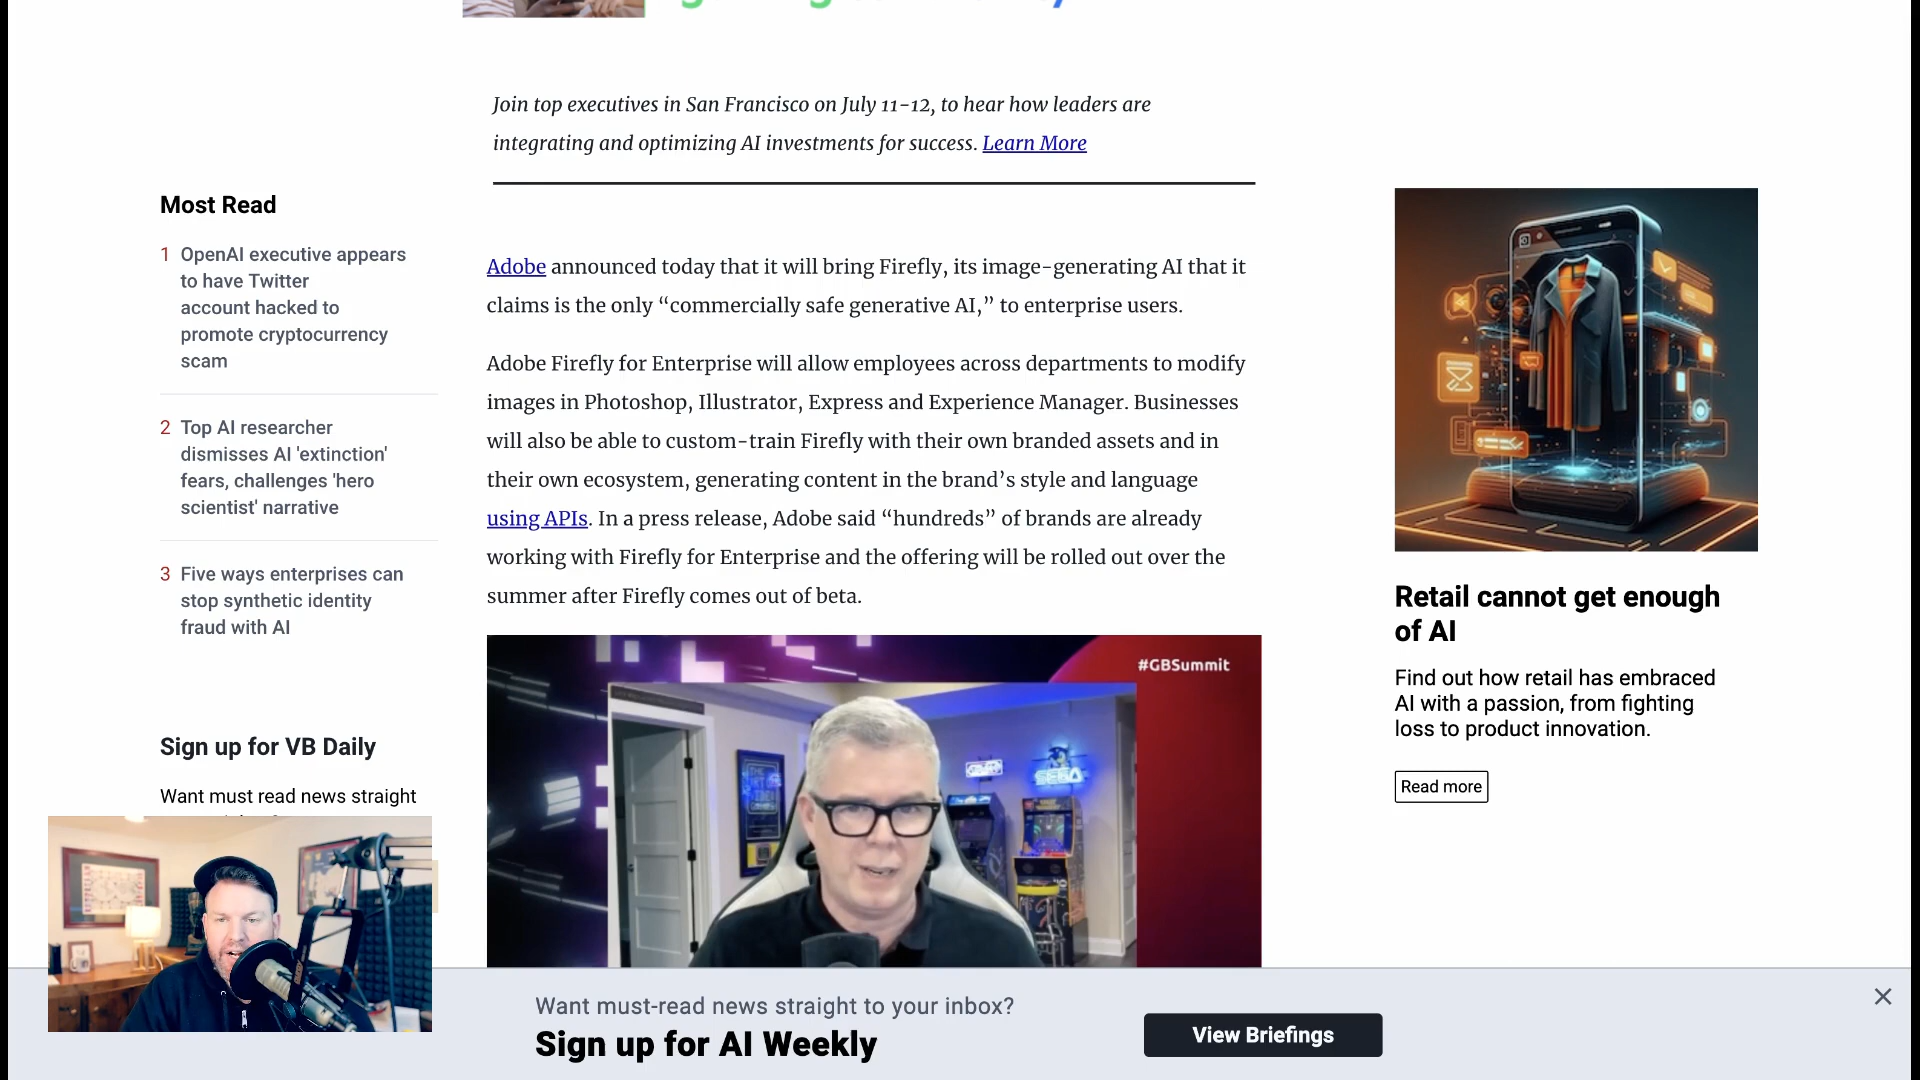 Join top executives in San Francisco on July 11-12, to hear how leaders are
integrating and optimizing AI investments for success. Learn More
Most Read
1 OpenAI executive appears
to have Twitter
account hacked to
promote cryptocurrency
scam
2 Top AI researcher
dismisses AI 'extinction'
fears, challenges 'hero
scientist' narrative
3 Five ways enterprises can
stop synthetic identity
fraud with AI
Sign up for VB Daily
Want must read news straight
Adobe announced today that it will bring Firefly, its image-generating AI that it
claims is the only “commercially safe generative AI,” to enterprise users.
Adobe Firefly for Enterprise will allow employees across departments to modify
images in Photoshop, Illustrator, Express and Experience Manager. Businesses
will also be able to custom-train Firefly with their own branded assets and in
their own ecosystem, generating content in the brand’s style and language
using APIs. In a press release, Adobe said “hundreds” of brands are already
working with Firefly for Enterprise and the offering will be rolled out over the
summer after Firefly comes out of beta.
#GBSummit
SEGA
Retail cannot get enough
of AI
Find out how retail has embraced
AI with a passion, from fighting
loss to product innovation.
Read more
Want must-read news straight to your inbox?
Sign up for AI Weekly
View Briefings